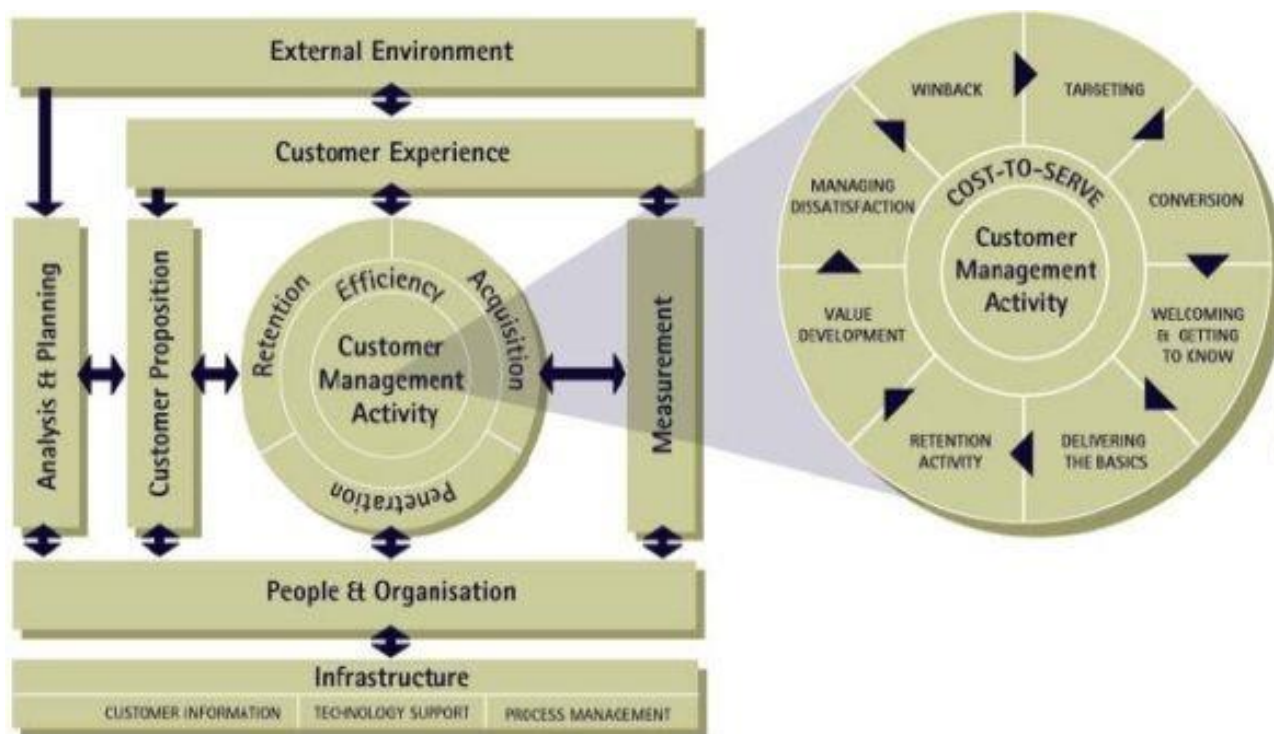 External Environment
Customer Experience
Analysis & Planning
Customer Proposition
Retention
Efficiency
Acquisition
Customer
Management
Activity
Penetration
Measurement
People & Organisation
Infrastructure
CUSTOMER INFORMATION
TECHNOLOGY SUPPORT
PROCESS MANAGEMENT
WINBACK
TARGETING
MANAGING
DISSATISFACTION
COST-TO-SERVE
CONVERSION
Customer
Management
Activity
VALUE
DEVELOPMENT
WELCOMING
& GETTING
TO KNOW
RETENTION
ACTIVITY
DELIVERING
THE BASICS